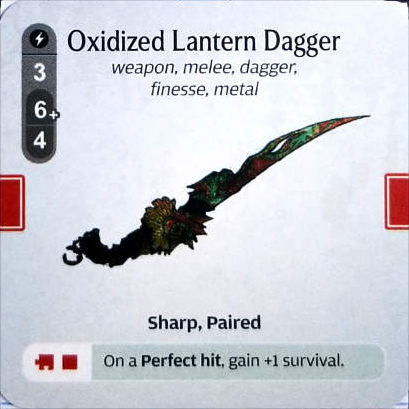 Oxidized Lantern Dagger
weapon, melee, dagger,
finesse, metal
3
6+
4
Sharp, Paired
On a Perfect hit, gain +1 survival.